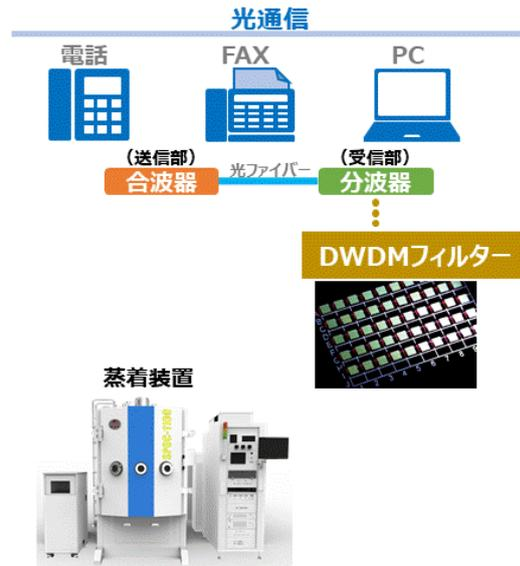 光通信
電話 FAX PC
(送信部) (受信部)
合波器 光ファイバー 分波器
DWDMフィルター
蒸着装置